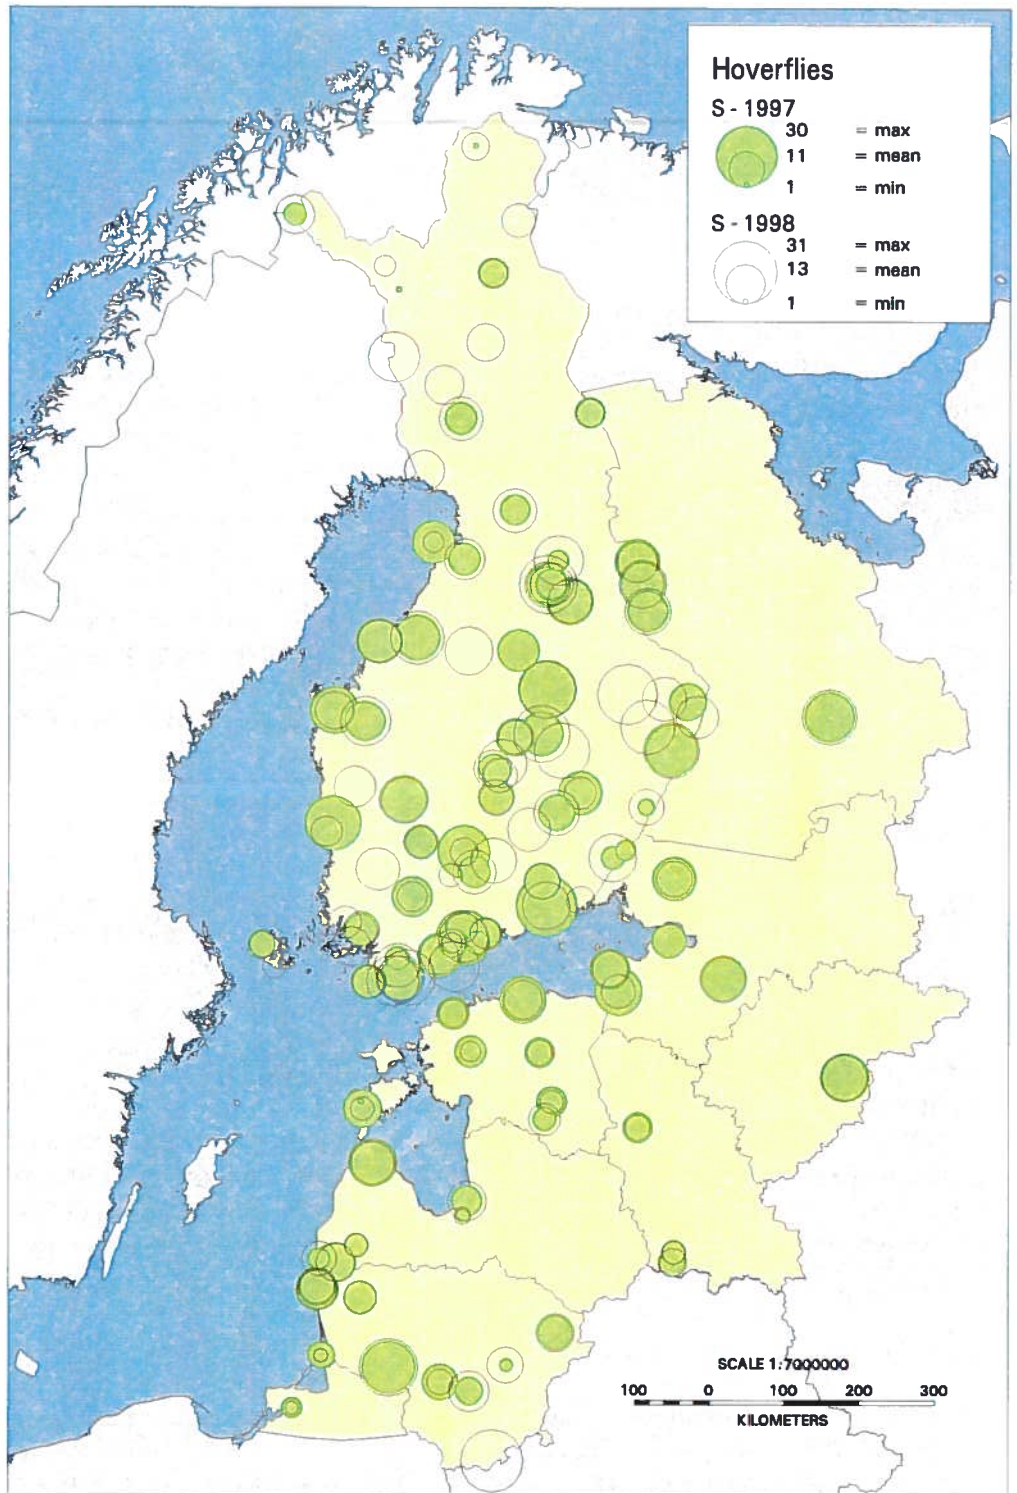 Hoverflies
S - 1997
30 = max
11 = mean
1 = min
S - 1998
31 = max
13 = mean
1 = min
SCALE 1:7000000
100 0 100 200 300
KILOMETERS